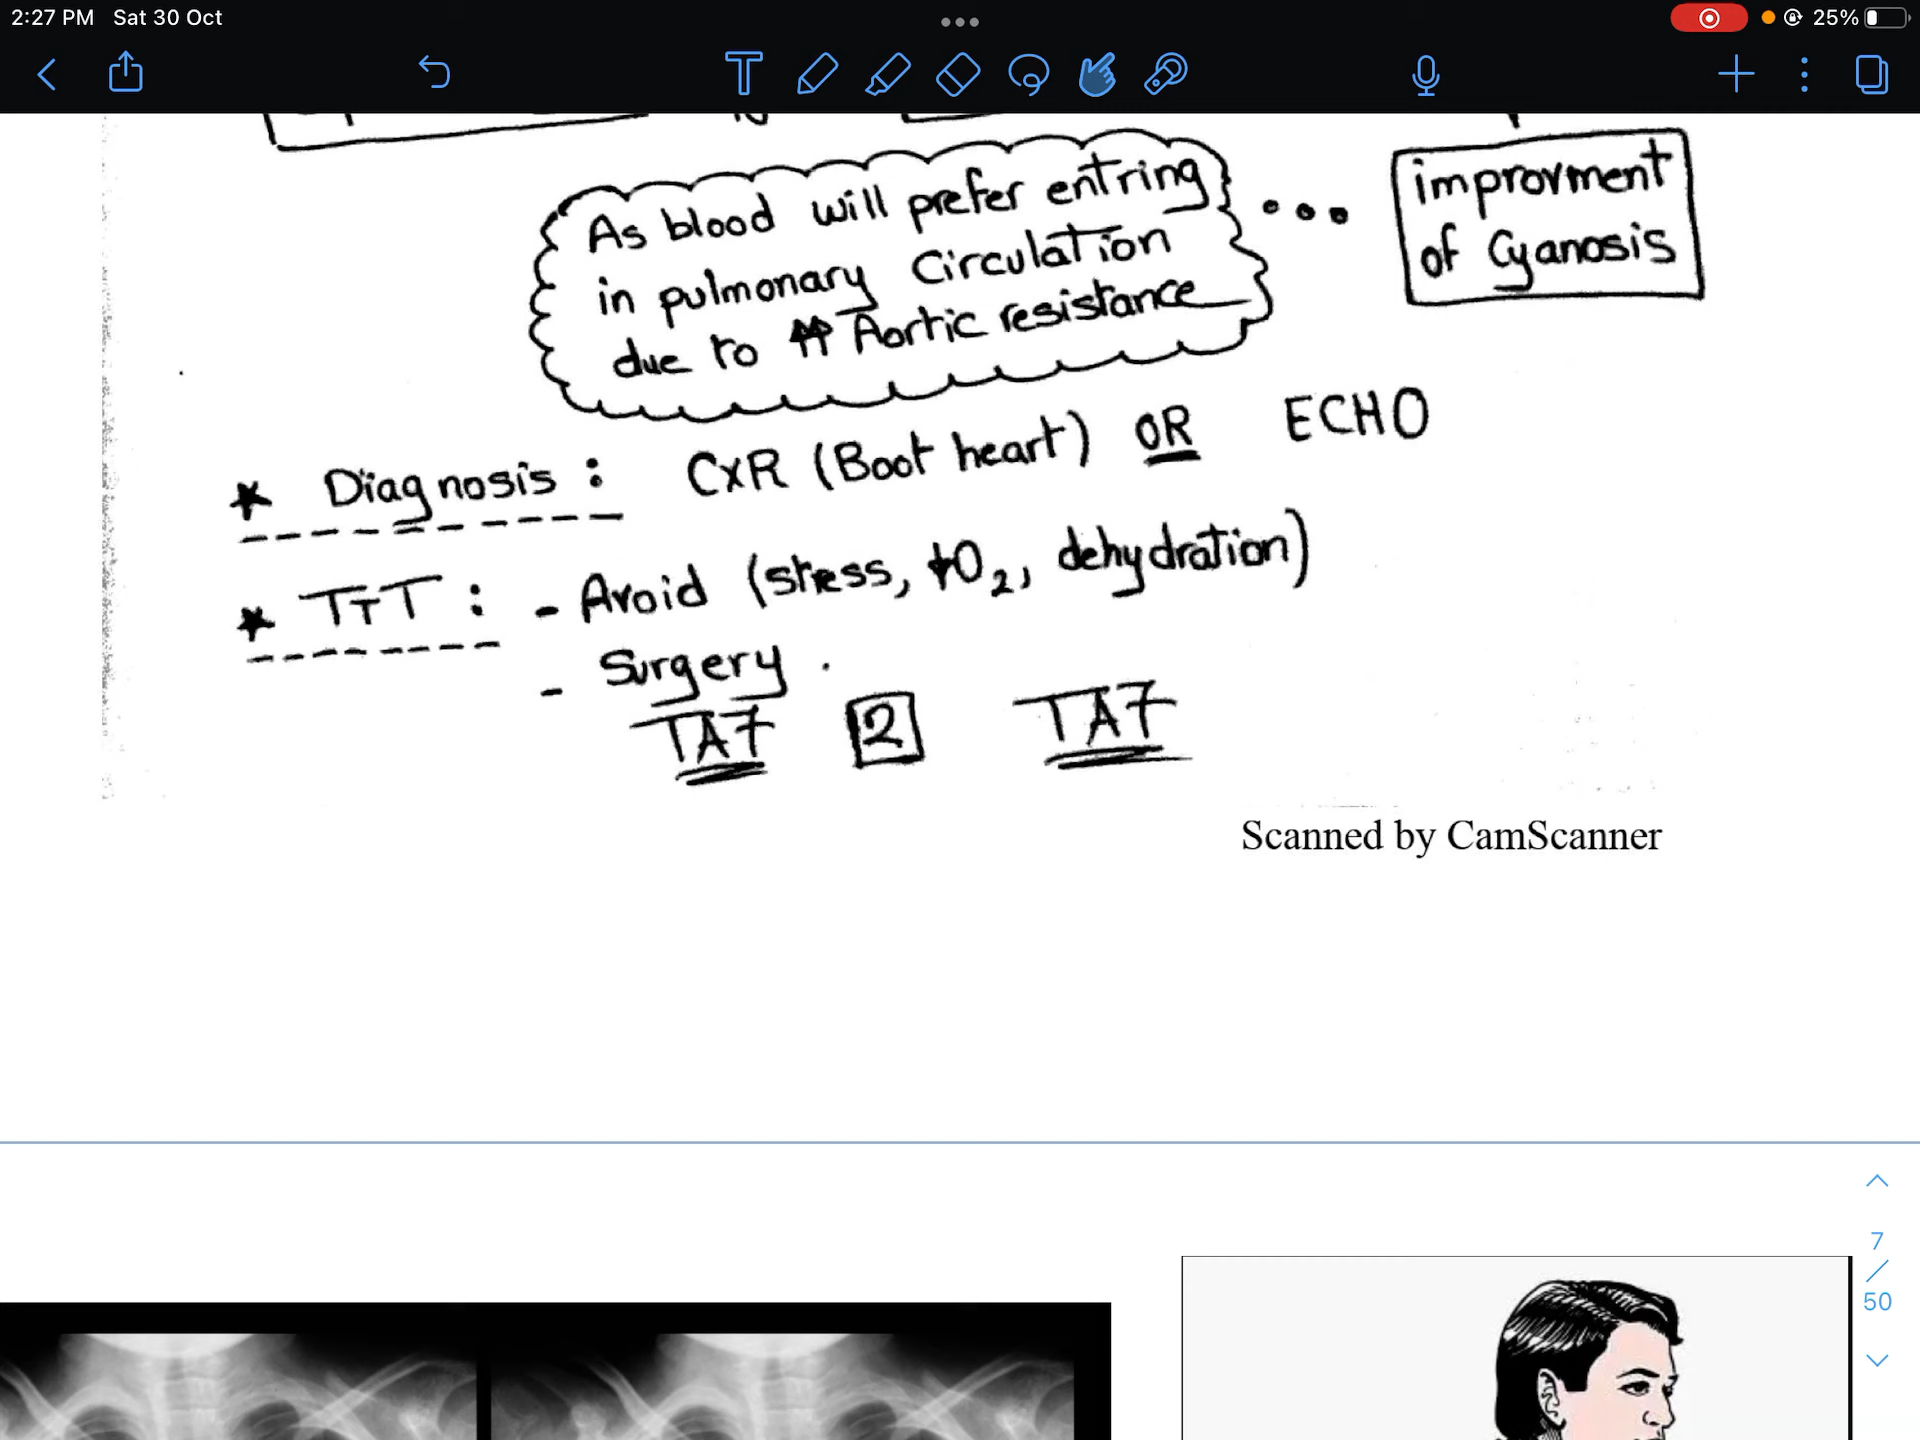 2:27 PM Sat 30 Oct
25%
As blood will prefer entring
in pulmonary Circulation
due to ⇈ Aortic resistance
...
improvment
of Cyanosis
* Diagnosis : CXR (Boot heart) OR ECHO
* TTT : - Avoid (stress, ↓O2, dehydration)
- Surgery .
TA7 2 TA7
Scanned by CamScanner
7
/
50